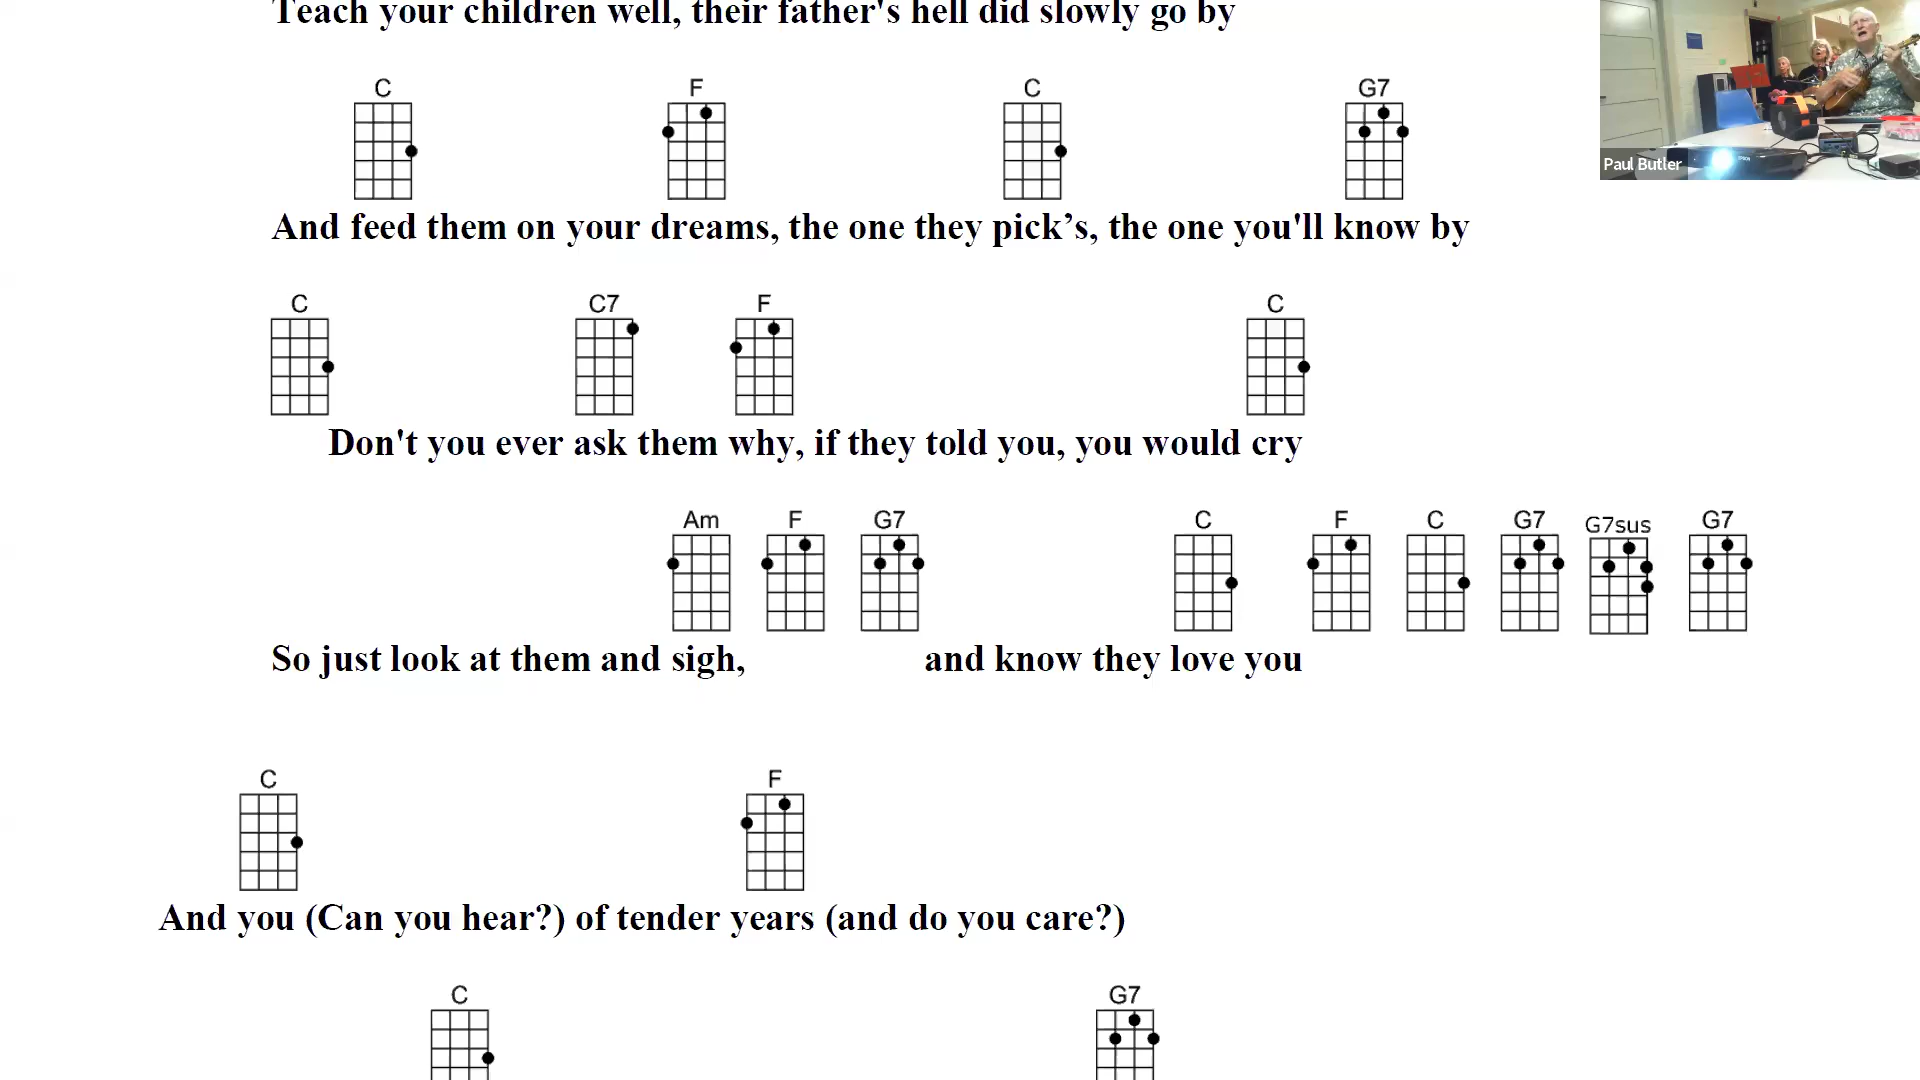 Teach your children well, their father's hell did slowly go by
C F C G7
And feed them on your dreams, the one they pick’s, the one you'll know by
C C7 F C
Don't you ever ask them why, if they told you, you would cry
Am F G7 C F C G7 G7sus G7
So just look at them and sigh, and know they love you
C F
And you (Can you hear?) of tender years (and do you care?)
C G7
Paul Butler